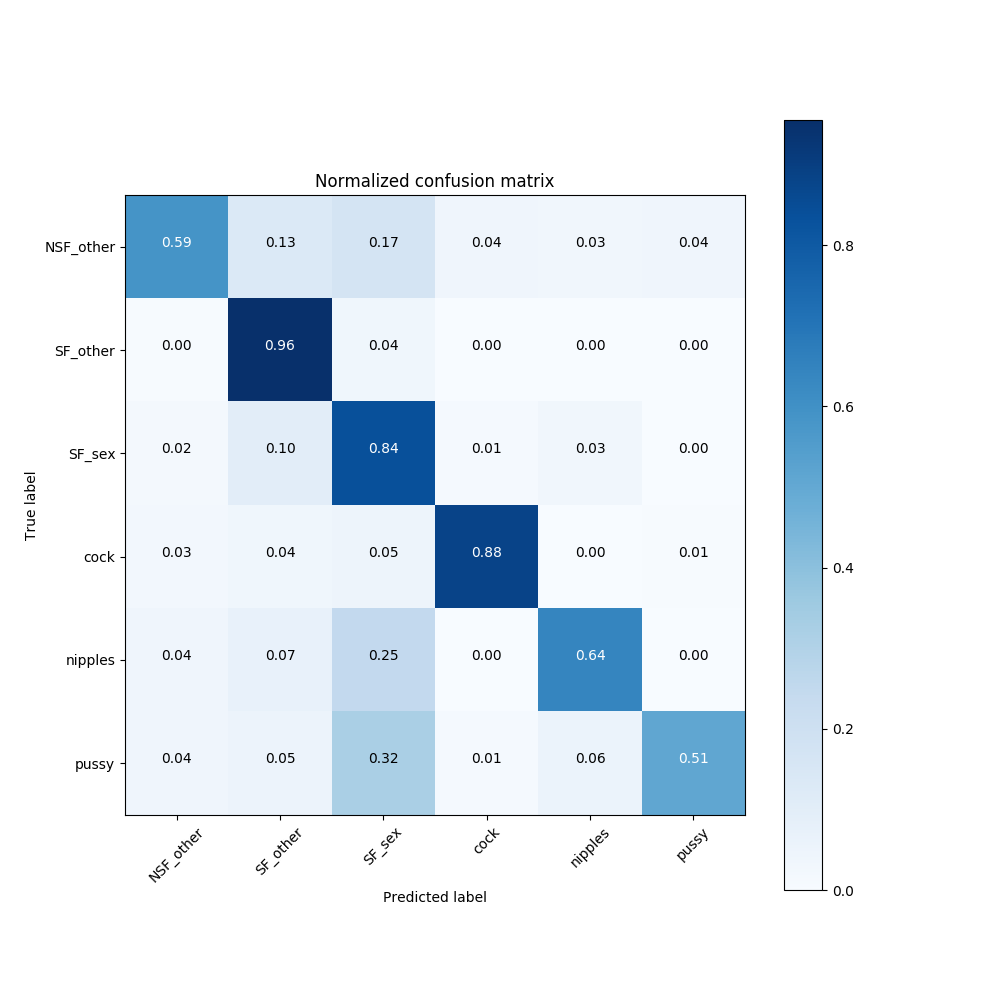 Normalized confusion matrix
True label
NSF_other 0.59 0.13 0.17 0.04 0.03 0.04
SF_other 0.00 0.96 0.04 0.00 0.00 0.00
SF_sex 0.02 0.10 0.84 0.01 0.03 0.00
cock 0.03 0.04 0.05 0.88 0.00 0.01
nipples 0.04 0.07 0.25 0.00 0.64 0.00
pussy 0.04 0.05 0.32 0.01 0.06 0.51
NSF_other SF_other SF_sex cock nipples pussy
Predicted label
0.8
0.6
0.4
0.2
0.0